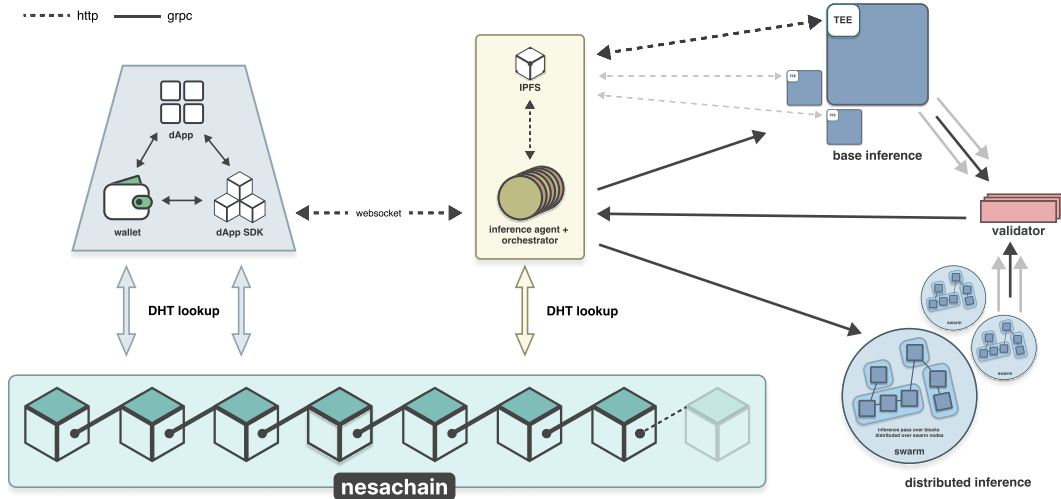 http
grpc
TEE
IPFS
TEE
TEE
dApp
base inference
wallet
dApp SDK
websocket
inference agent +
orchestrator
validator
DHT lookup
DHT lookup
swarm
swarm
inference pass over blocks
distributed over swarm nodes
swarm
distributed inference
nesachain